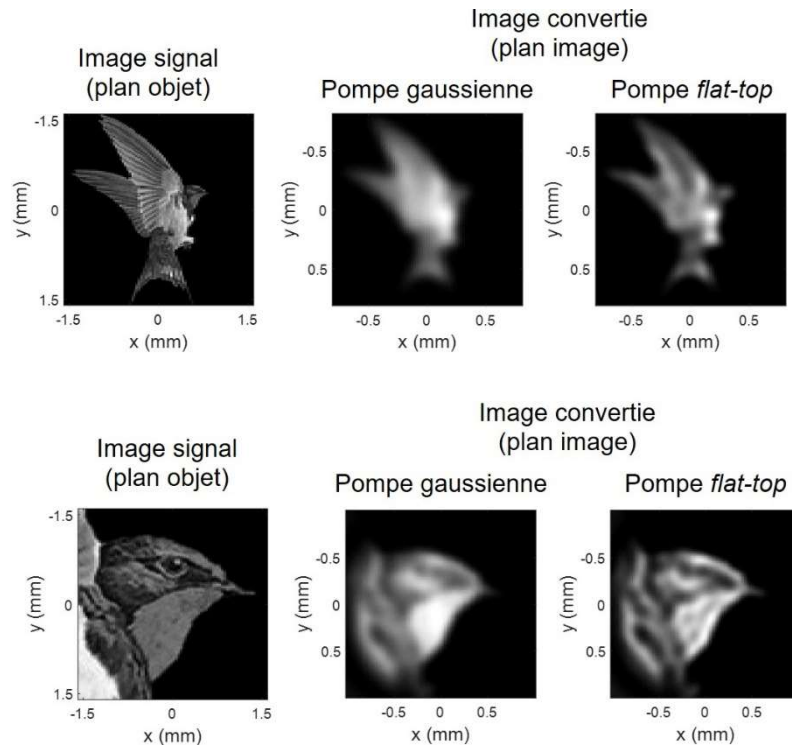 Image signal
(plan objet)
Image convertie
(plan image)
Pompe gaussienne
Pompe flat-top
-1.5
0
1.5
y (mm)
-1.5
0
1.5
x (mm)
-0.5
0
0.5
y (mm)
-0.5
0
0.5
x (mm)
-0.5
0
0.5
y (mm)
-0.5
0
0.5
x (mm)
Image signal
(plan objet)
Image convertie
(plan image)
Pompe gaussienne
Pompe flat-top
-1.5
0
1.5
y (mm)
-1.5
0
1.5
x (mm)
-0.5
0
0.5
y (mm)
-0.5
0
0.5
x (mm)
-0.5
0
0.5
y (mm)
-0.5
0
0.5
x (mm)